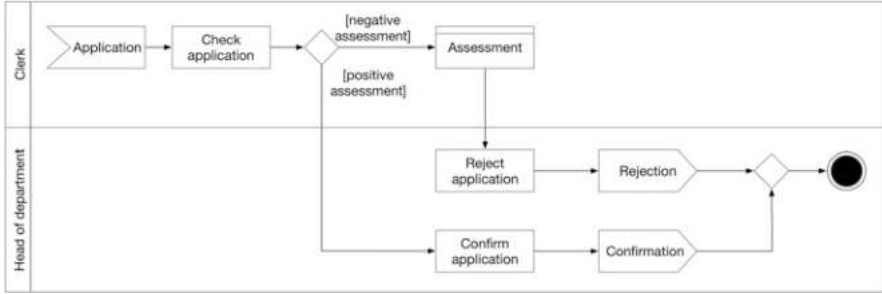 Clerk
Application
Check
application
[negative
assessment]
[positive
assessment]
Assessment
Head of department
Reject
application
Rejection
Confirm
application
Confirmation